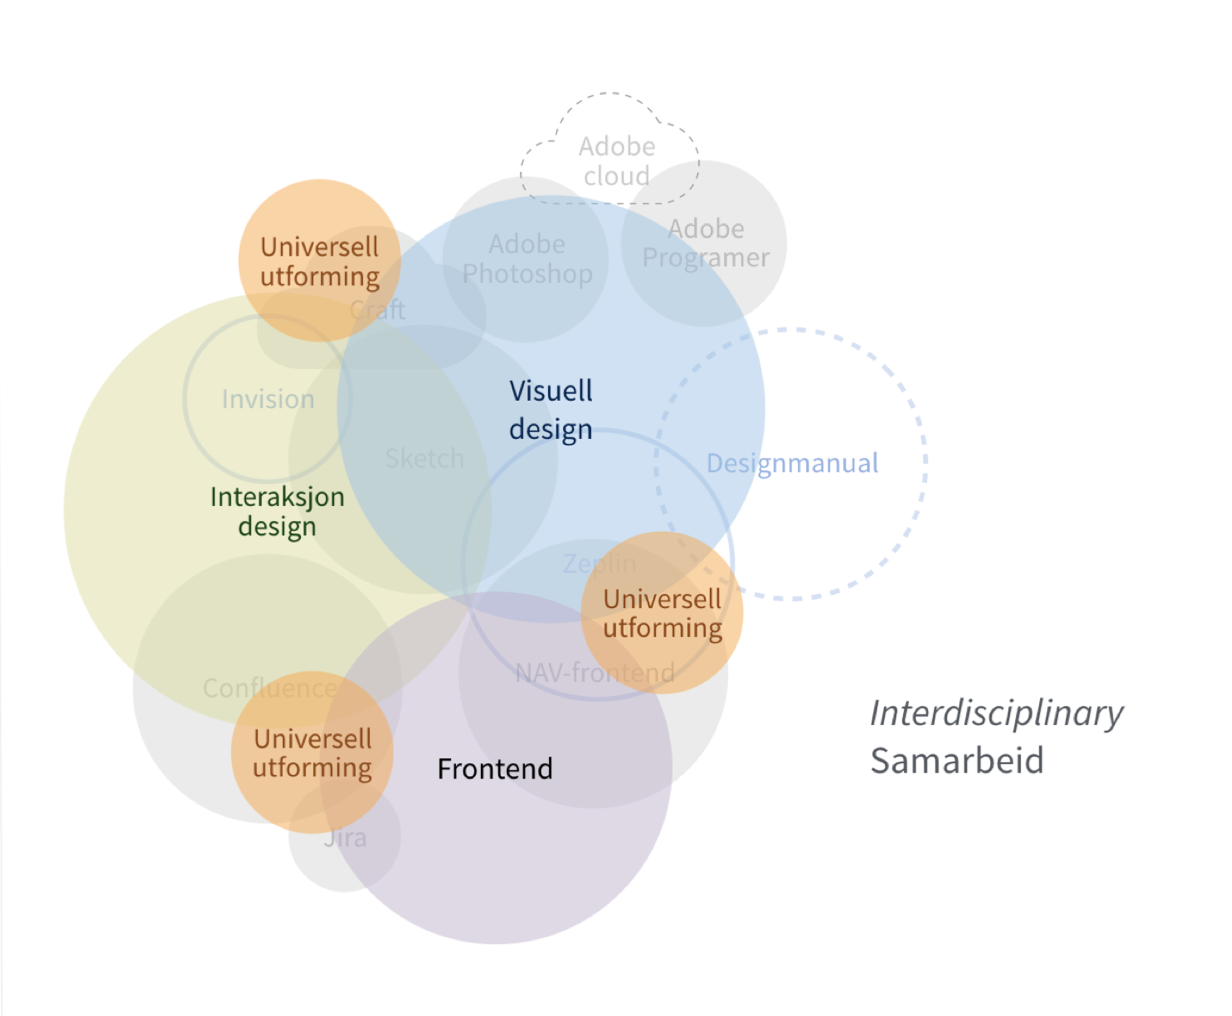 Adobe
cloud
Adobe
Programer
Adobe
Photoshop
Universell
utforming
Craft
Invision
Visuell
design
Sketch
Designmanual
Interaksjon
design
Zeplin
Universell
utforming
NAV-frontend
Confluence
Interdisciplinary
Samarbeid
Universell
utforming
Frontend
Jira